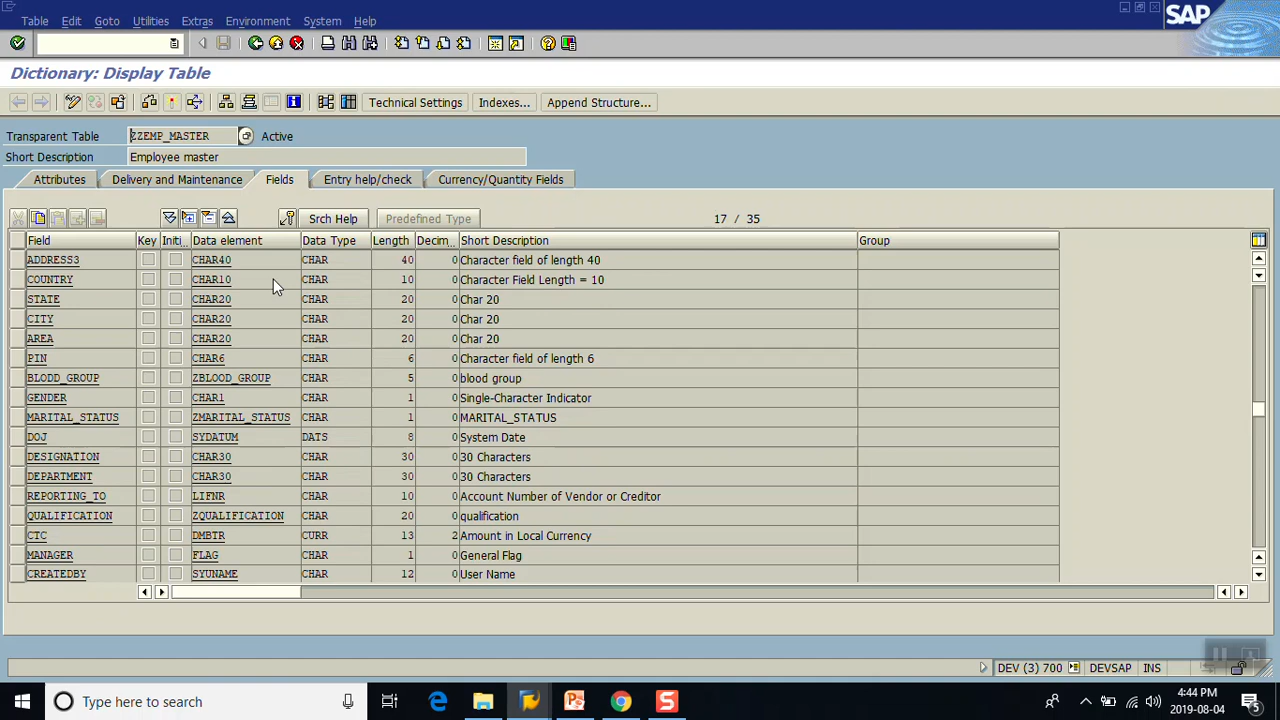 Table Edit Goto Utilities Extras Environment System Help
SAP
Dictionary: Display Table
Technical Settings Indexes... Append Structure...
Transparent Table ZZEMP_MASTER Active
Short Description Employee master
Attributes Delivery and Maintenance Fields Entry help/check Currency/Quantity Fields
Srch Help Predefined Type 17 / 35
Field Key Initi... Data element Data Type Length Decim... Short Description Group
ADDRESS3 CHAR40 CHAR 40 0 Character field of length 40
COUNTRY CHAR10 CHAR 10 0 Character Field Length = 10
STATE CHAR20 CHAR 20 0 Char 20
CITY CHAR20 CHAR 20 0 Char 20
AREA CHAR20 CHAR 20 0 Char 20
PIN CHAR6 CHAR 6 0 Character field of length 6
BLODD_GROUP ZBLOOD_GROUP CHAR 5 0 blood group
GENDER CHAR1 CHAR 1 0 Single-Character Indicator
MARITAL_STATUS ZMARITAL_STATUS CHAR 1 0 MARITAL_STATUS
DOJ SYDATUM DATS 8 0 System Date
DESIGNATION CHAR30 CHAR 30 0 30 Characters
DEPARTMENT CHAR30 CHAR 30 0 30 Characters
REPORTING_TO LIFNR CHAR 10 0 Account Number of Vendor or Creditor
QUALIFICATION ZQUALIFICATION CHAR 20 0 qualification
CTC DMBTR CURR 13 2 Amount in Local Currency
MANAGER FLAG CHAR 1 0 General Flag
CREATEDBY SYUNAME CHAR 12 0 User Name
DEV (3) 700 DEVSAP INS
Type here to search
4:44 PM
2019-08-04
5